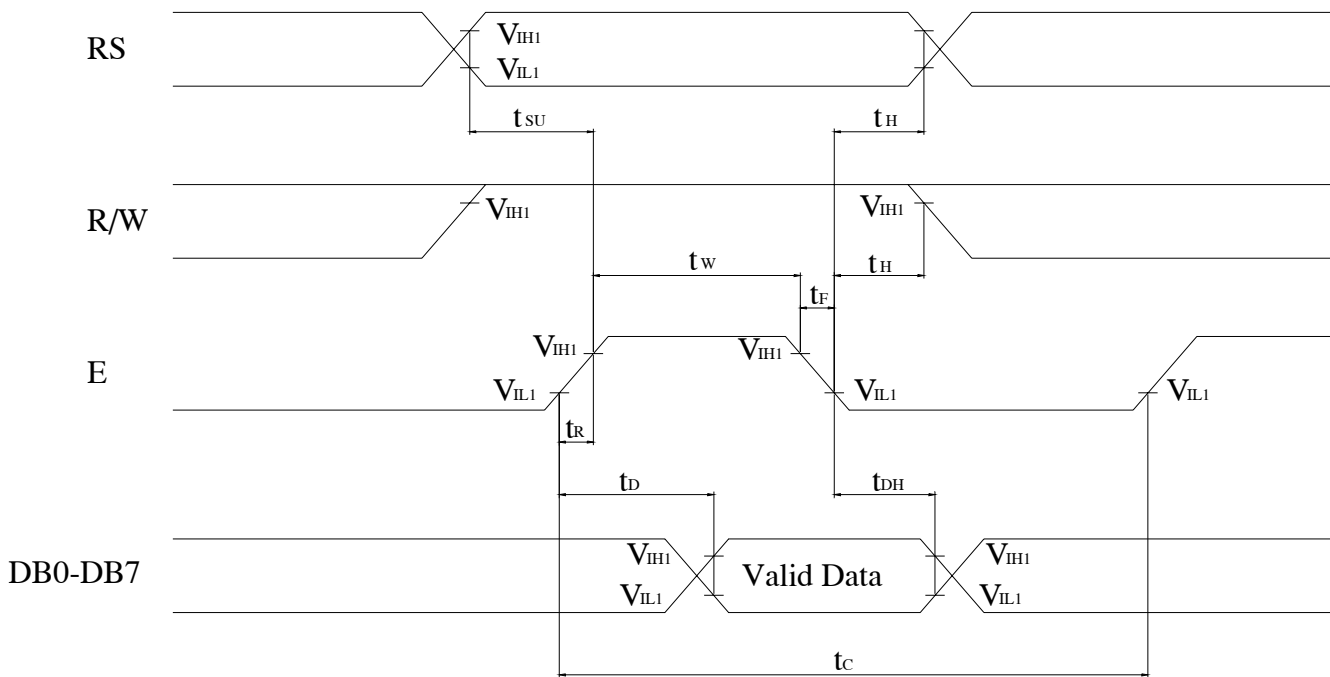 RS
VIH1
VIL1
tSU
tH
R/W
VIH1
VIH1
tW
tH
tF
E
VIH1
VIH1
VIL1
VIL1
VIL1
tR
tD
tDH
DB0-DB7
VIH1
Valid Data
VIH1
VIL1
VIL1
tC